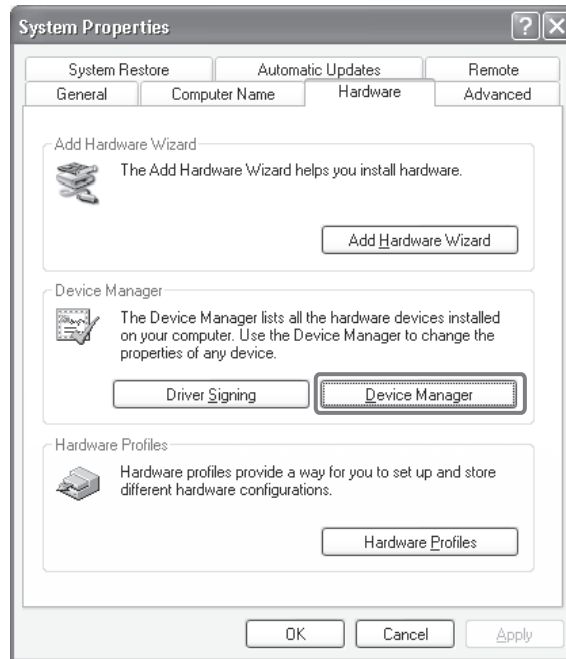 System Properties
System Restore Automatic Updates Remote
General Computer Name Hardware Advanced
Add Hardware Wizard
The Add Hardware Wizard helps you install hardware.
Add Hardware Wizard
Device Manager
The Device Manager lists all the hardware devices installed
on your computer. Use the Device Manager to change the
properties of any device.
Driver Signing Device Manager
Hardware Profiles
Hardware profiles provide a way for you to set up and store
different hardware configurations.
Hardware Profiles
OK Cancel Apply